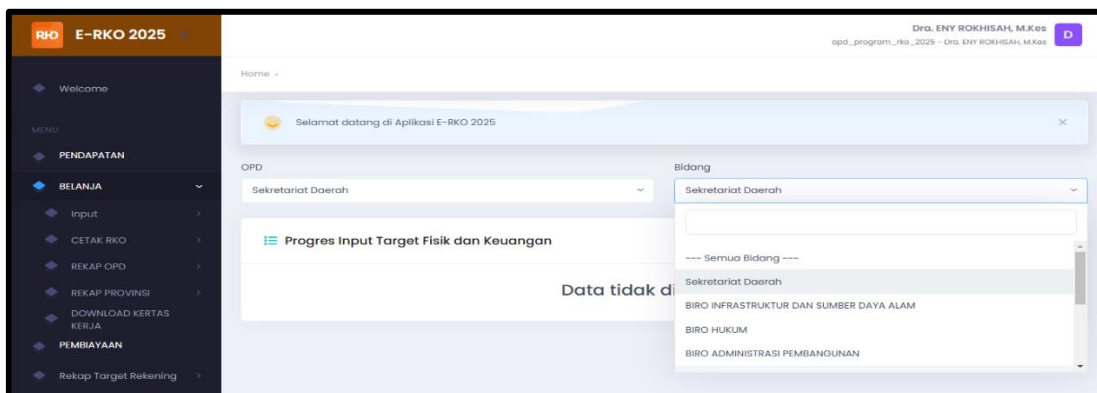 RKO E-RKO 2025
Dra. ENY ROKHISAH, M.Kes
opd_program_rko_2025 - Dra. ENY ROKHISAH, M.Kes
D
Welcome
MENU
PENDAPATAN
BELANJA
Input
CETAK RKO
REKAP OPD
REKAP PROVINSI
DOWNLOAD KERTAS
KERJA
PEMBIAYAAN
Rekap Target Rekening
Home -
Selamat datang di Aplikasi E-RKO 2025
OPD
Sekretariat Daerah
Bidang
Sekretariat Daerah
~~~ Semua Bidang ~~~
Sekretariat Daerah
BIRO INFRASTRUKTUR DAN SUMBER DAYA ALAM
BIRO HUKUM
BIRO ADMINISTRASI PEMBANGUNAN
Progres Input Target Fisik dan Keuangan
Data tidak di